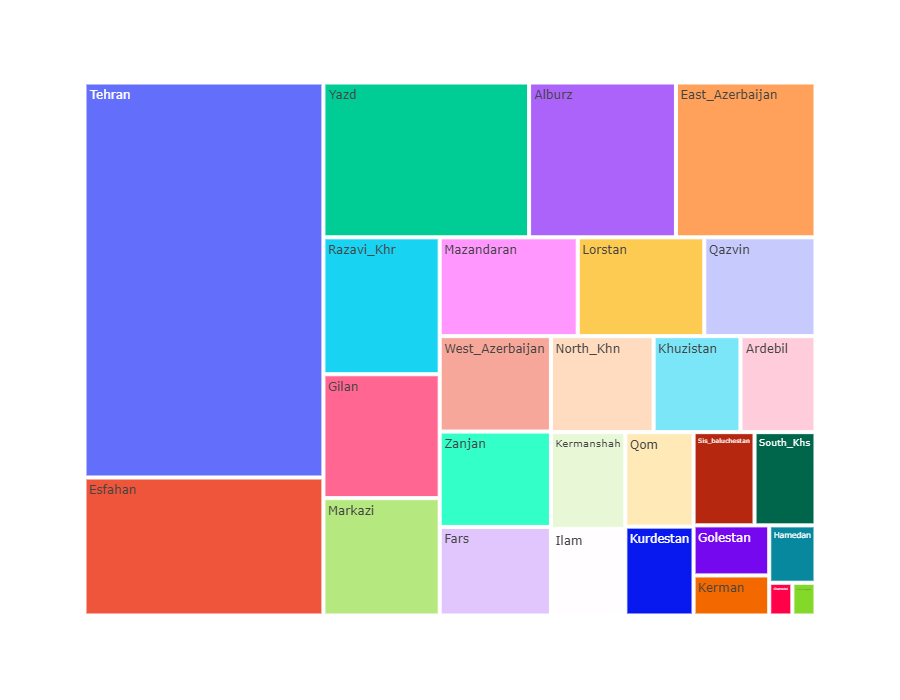 Tehran
Yazd
Alburz
East_Azerbaijan
Razavi_Khr
Mazandaran
Lorstan
Qazvin
West_Azerbaijan
North_Khn
Khuzistan
Ardebil
Gilan
Zanjan
Kermanshah
Qom
Sis_baluchestan
South_Khs
Esfahan
Markazi
Fars
Ilam
Kurdestan
Golestan
Hamedan
Kerman